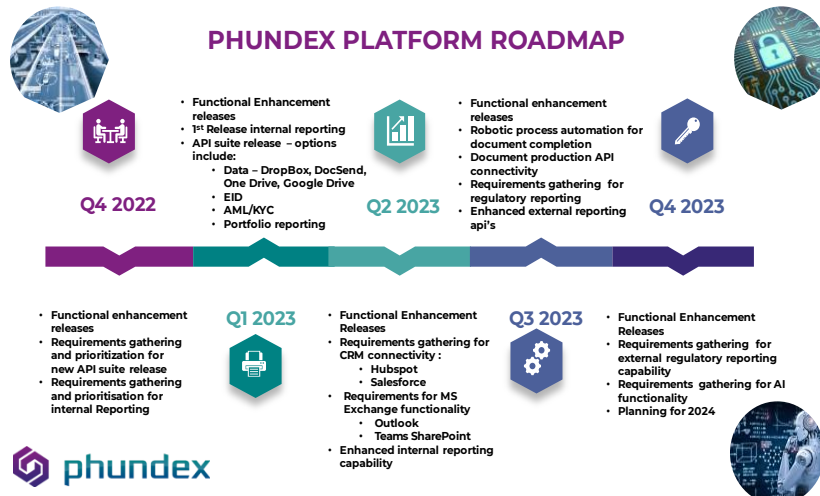 PHUNDEX PLATFORM ROADMAP
Q4 2022
• Functional enhancement
releases
• Requirements gathering
and prioritization for
new API suite release
• Requirements gathering
and prioritisation for
internal Reporting
Q1 2023
• Functional Enhancement
releases
• 1st Release internal reporting
• API suite release – options
include:
• Data – DropBox, DocSend,
One Drive, Google Drive
• EID
• AML/KYC
• Portfolio reporting
Q2 2023
• Functional Enhancement
Releases
• Requirements gathering for
CRM connectivity :
• Hubspot
• Salesforce
• Requirements for MS
Exchange functionality
• Outlook
• Teams SharePoint
• Enhanced internal reporting
capability
Q3 2023
• Functional enhancement
releases
• Robotic process automation for
document completion
• Document production API
connectivity
• Requirements gathering for
regulatory reporting
• Enhanced external reporting
api's
Q4 2023
• Functional Enhancement
Releases
• Requirements gathering for
external regulatory reporting
capability
• Requirements gathering for AI
functionality
• Planning for 2024
phundex